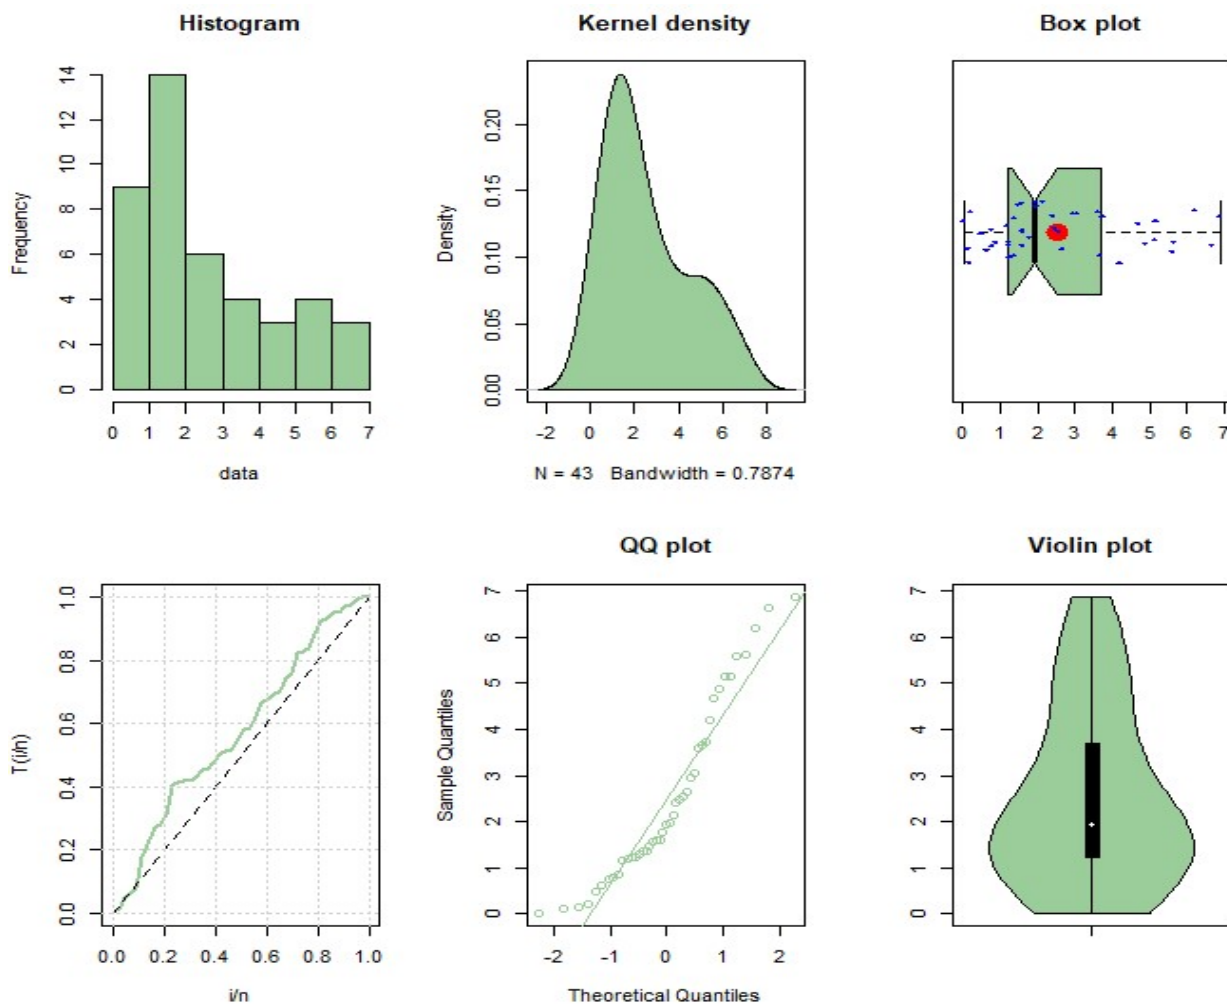 Histogram
Frequency
14
12
10
8
6
4
2
0
0 1 2 3 4 5 6 7
data
Kernel density
Density
0.20
0.15
0.10
0.05
0.00
-2 0 2 4 6 8
N = 43 Bandwidth = 0.7874
Box plot
0 1 2 3 4 5 6 7
T(i/n)
1.0
0.8
0.6
0.4
0.2
0.0
0.0 0.2 0.4 0.6 0.8 1.0
i/n
QQ plot
Sample Quantiles
7
6
5
4
3
2
1
0
-2 -1 0 1 2
Theoretical Quantiles
Violin plot
7
6
5
4
3
2
1
0